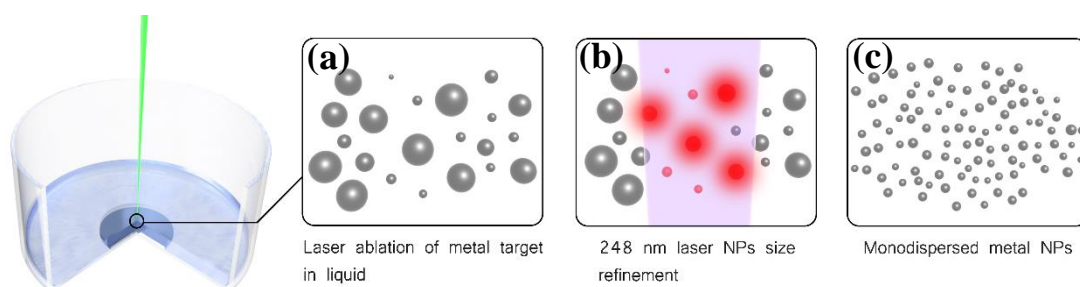 (a)
(b)
(c)
Laser ablation of metal target
in liquid
248 nm laser NPs size
refinement
Monodispersed metal NPs